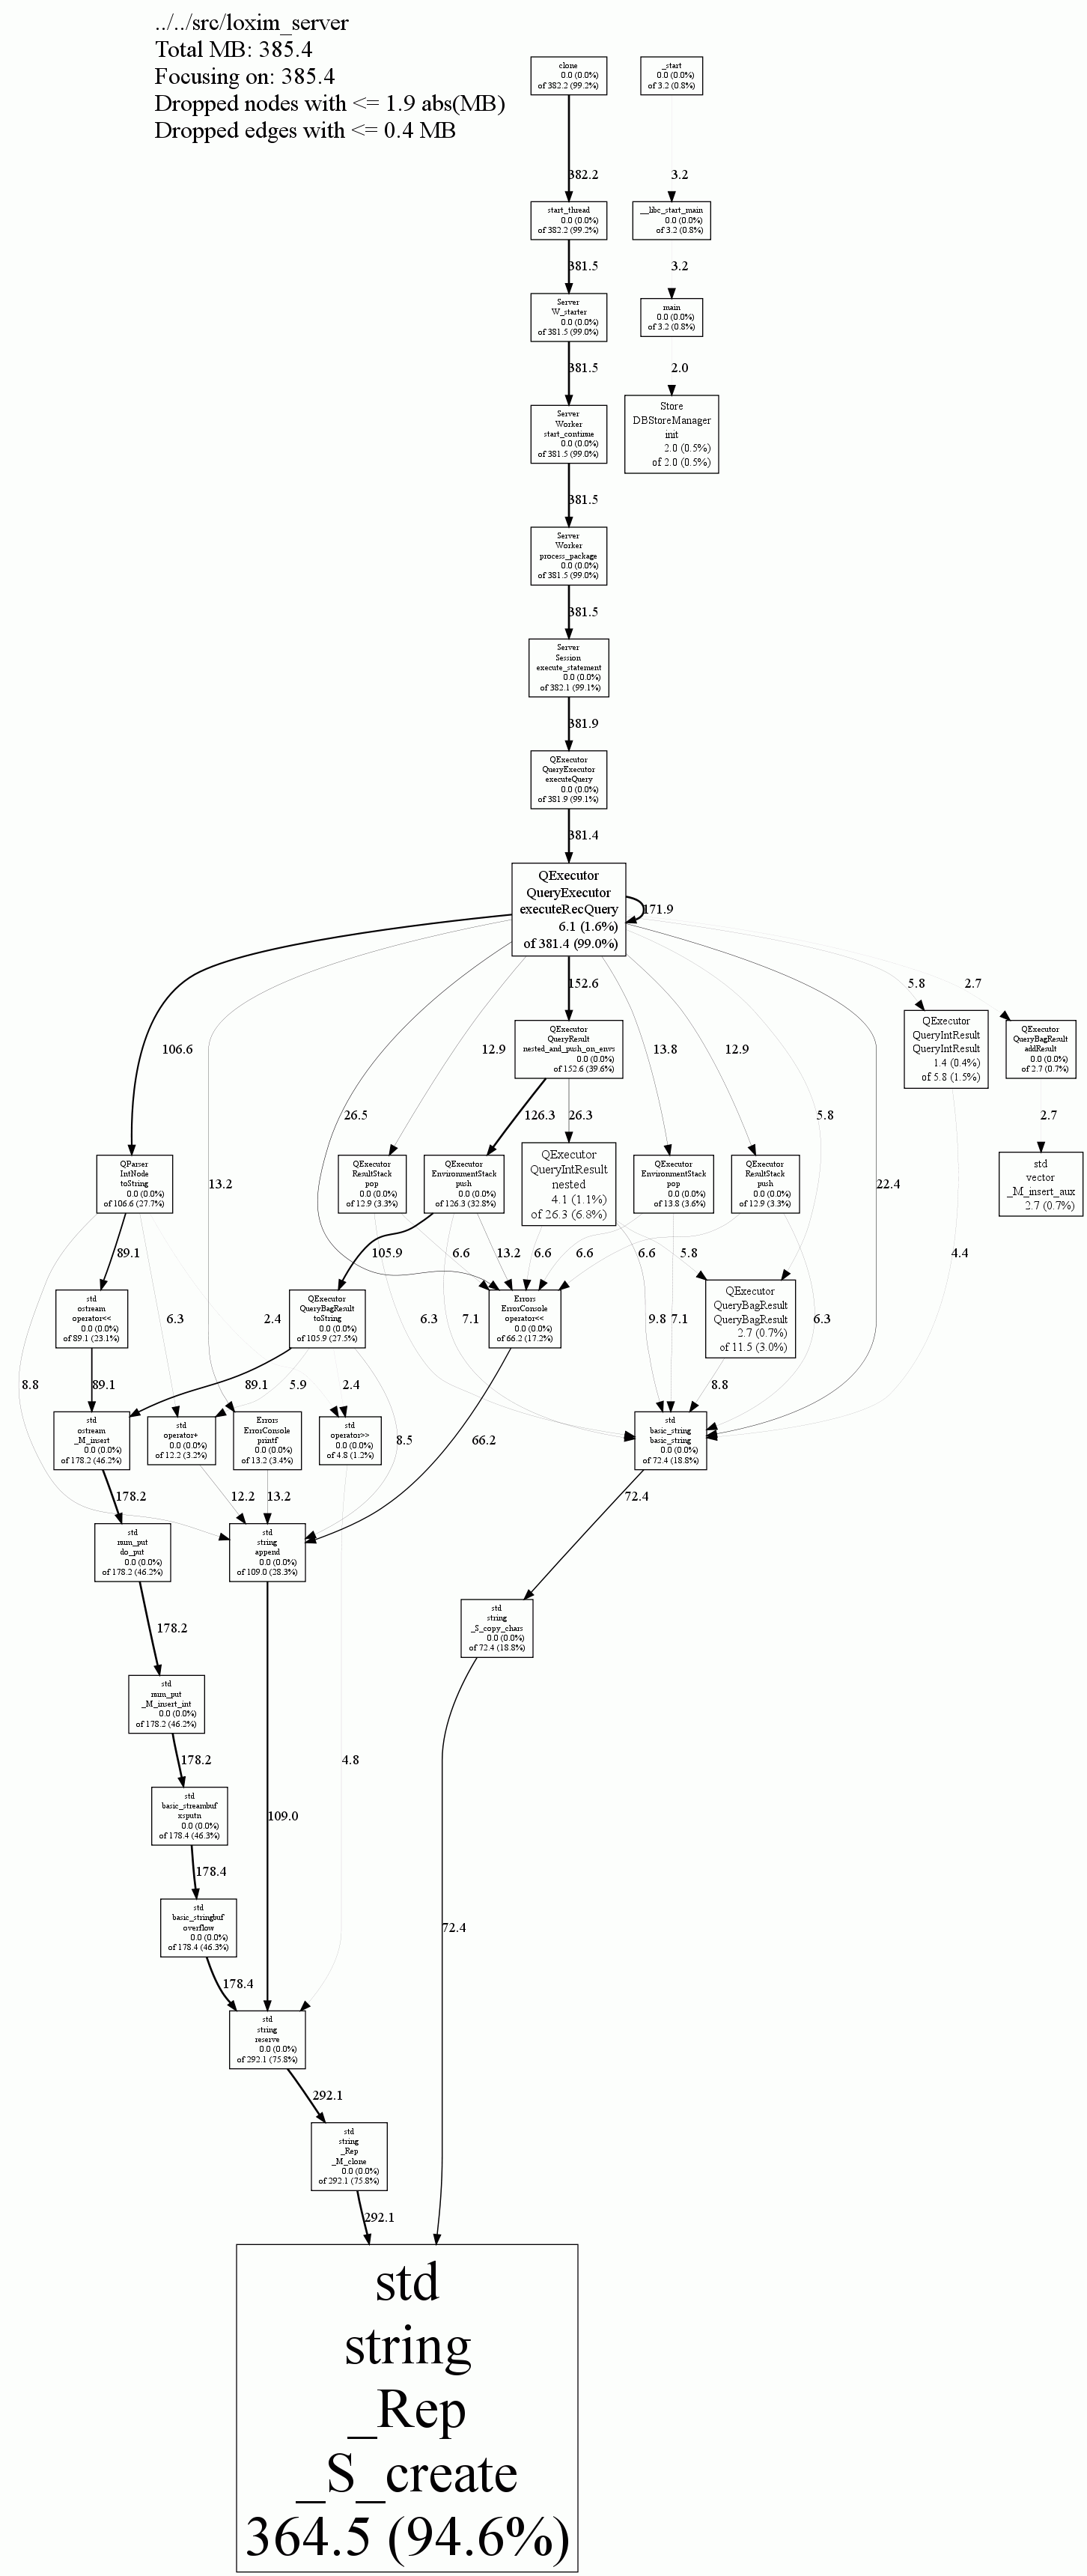 ../../src/loxim_server
Total MB: 385.4
Focusing on: 385.4
Dropped nodes with <= 1.9 abs(MB)
Dropped edges with <= 0.4 MB
clone
0.0 (0.0%)
of 382.2 (99.2%)
_start
0.0 (0.0%)
of 3.2 (0.8%)
382.2
3.2
start_thread
0.0 (0.0%)
of 382.2 (99.2%)
__libc_start_main
0.0 (0.0%)
of 3.2 (0.8%)
381.5
3.2
Server
W_starter
0.0 (0.0%)
of 381.5 (99.0%)
main
0.0 (0.0%)
of 3.2 (0.8%)
381.5
2.0
Server
Worker
start_continue
0.0 (0.0%)
of 381.5 (99.0%)
Store
DBStoreManager
init
2.0 (0.5%)
of 2.0 (0.5%)
381.5
Server
Worker
process_package
0.0 (0.0%)
of 381.5 (99.0%)
381.5
Server
Session
execute_statement
0.0 (0.0%)
of 382.1 (99.1%)
381.9
QExecutor
QueryExecutor
executeQuery
0.0 (0.0%)
of 381.9 (99.1%)
381.4
QExecutor
QueryExecutor
executeRecQuery
6.1 (1.6%)
of 381.4 (99.0%)
171.9
152.6
5.8
2.7
QExecutor
QueryResult
nested_and_push_on_envs
0.0 (0.0%)
of 152.6 (39.6%)
QExecutor
QueryIntResult
QueryIntResult
1.4 (0.4%)
of 5.8 (1.5%)
QExecutor
QueryBagResult
addResult
0.0 (0.0%)
of 2.7 (0.7%)
106.6
12.9
13.8
12.9
26.5
126.3
26.3
5.8
2.7
QParser
IntNode
toString
0.0 (0.0%)
of 106.6 (27.7%)
13.2
QExecutor
ResultStack
pop
0.0 (0.0%)
of 12.9 (3.3%)
QExecutor
EnvironmentStack
push
0.0 (0.0%)
of 126.3 (32.8%)
QExecutor
QueryIntResult
nested
4.1 (1.1%)
of 26.3 (6.8%)
QExecutor
EnvironmentStack
pop
0.0 (0.0%)
of 13.8 (3.6%)
QExecutor
ResultStack
push
0.0 (0.0%)
of 12.9 (3.3%)
22.4
std
vector
_M_insert_aux
2.7 (0.7%)
89.1
105.9
6.6
13.2
6.6
6.6
6.6
5.8
4.4
std
ostream
operator<<
0.0 (0.0%)
of 89.1 (23.1%)
6.3
2.4
QExecutor
QueryBagResult
toString
0.0 (0.0%)
of 105.9 (27.5%)
6.3
7.1
Errors
ErrorConsole
operator<<
0.0 (0.0%)
of 66.2 (17.2%)
9.8
7.1
QExecutor
QueryBagResult
QueryBagResult
2.7 (0.7%)
of 11.5 (3.0%)
6.3
8.8
89.1
89.1
5.9
2.4
8.8
std
ostream
_M_insert
0.0 (0.0%)
of 178.2 (46.2%)
std
operator+
0.0 (0.0%)
of 12.2 (3.2%)
Errors
ErrorConsole
printf
0.0 (0.0%)
of 13.2 (3.4%)
std
operator>>
0.0 (0.0%)
of 4.8 (1.2%)
8.5
66.2
std
basic_string
basic_string
0.0 (0.0%)
of 72.4 (18.8%)
178.2
12.2
13.2
72.4
std
num_put
do_put
0.0 (0.0%)
of 178.2 (46.2%)
std
string
append
0.0 (0.0%)
of 109.0 (28.3%)
178.2
std
string
_S_copy_chars
0.0 (0.0%)
of 72.4 (18.8%)
std
num_put
_M_insert_int
0.0 (0.0%)
of 178.2 (46.2%)
178.2
4.8
std
basic_streambuf
xsputn
0.0 (0.0%)
of 178.4 (46.3%)
109.0
178.4
std
basic_stringbuf
overflow
0.0 (0.0%)
of 178.4 (46.3%)
72.4
178.4
std
string
reserve
0.0 (0.0%)
of 292.1 (75.8%)
292.1
std
string
_Rep
_M_clone
0.0 (0.0%)
of 292.1 (75.8%)
292.1
std
string
_Rep
_S_create
364.5 (94.6%)